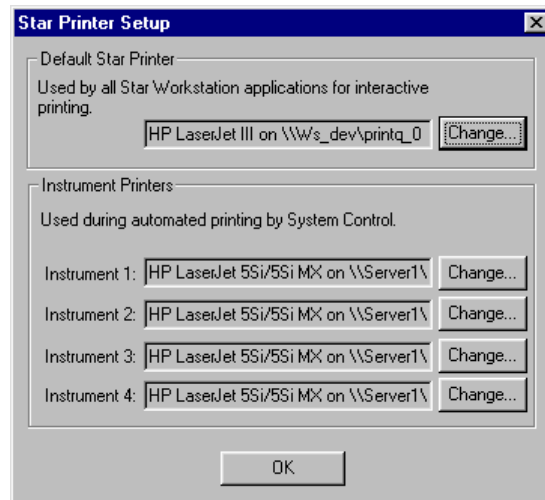 Star Printer Setup
Default Star Printer
Used by all Star Workstation applications for interactive
printing.
HP LaserJet III on \\Ws_dev\printq_0 Change...
Instrument Printers
Used during automated printing by System Control.
Instrument 1: HP LaserJet 5Si/5Si MX on \\Server1\ Change...
Instrument 2: HP LaserJet 5Si/5Si MX on \\Server1\ Change...
Instrument 3: HP LaserJet 5Si/5Si MX on \\Server1\ Change...
Instrument 4: HP LaserJet 5Si/5Si MX on \\Server1\ Change...
OK